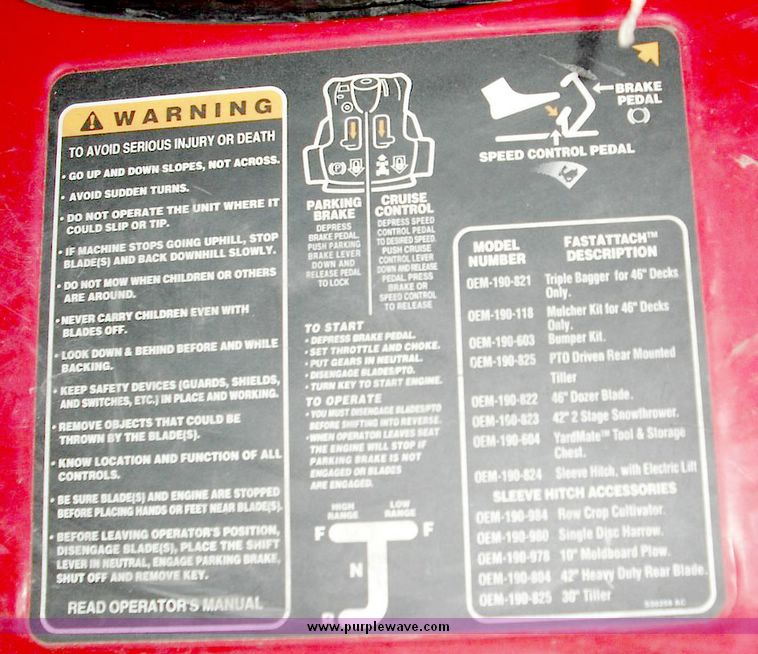 WARNING
TO AVOID SERIOUS INJURY OR DEATH
• GO UP AND DOWN SLOPES, NOT ACROSS.
• AVOID SUDDEN TURNS.
• DO NOT OPERATE THE UNIT WHERE IT
COULD SLIP OR TIP.
• IF MACHINE STOPS GOING UPHILL, STOP
BLADE(S) AND BACK DOWNHILL SLOWLY.
• DO NOT MOW WHEN CHILDREN OR OTHERS
ARE AROUND.
• NEVER CARRY CHILDREN EVEN WITH
BLADES OFF.
• LOOK DOWN & BEHIND BEFORE AND WHILE
BACKING.
• KEEP SAFETY DEVICES (GUARDS, SHIELDS,
AND SWITCHES, ETC.) IN PLACE AND WORKING.
• REMOVE OBJECTS THAT COULD BE
THROWN BY THE BLADE(S).
• KNOW LOCATION AND FUNCTION OF ALL
CONTROLS.
• BE SURE BLADE(S) AND ENGINE ARE STOPPED
BEFORE PLACING HANDS OR FEET NEAR BLADE(S).
• BEFORE LEAVING OPERATOR'S POSITION,
DISENGAGE BLADE(S), PLACE THE SHIFT
LEVER IN NEUTRAL, ENGAGE PARKING BRAKE,
SHUT OFF AND REMOVE KEY.
READ OPERATOR'S MANUAL
PARKING
BRAKE
DEPRESS
BRAKE PEDAL.
PUSH PARKING
BRAKE LEVER
DOWN AND
RELEASE PEDAL
TO LOCK
CRUISE
CONTROL
DEPRESS SPEED
CONTROL PEDAL
TO DESIRED SPEED.
PUSH CRUISE
CONTROL LEVER
DOWN AND RELEASE
PEDAL. PRESS
BRAKE OR
SPEED CONTROL
TO RELEASE
TO START
• DEPRESS BRAKE PEDAL.
• SET THROTTLE AND CHOKE.
• PUT GEARS IN NEUTRAL.
• DISENGAGE BLADES/PTO.
• TURN KEY TO START ENGINE.
TO OPERATE
• YOU MUST DISENGAGE BLADES/PTO
BEFORE SHIFTING INTO REVERSE.
• WHEN OPERATOR LEAVES SEAT
THE ENGINE WILL STOP IF
PARKING BRAKE IS NOT
ENGAGED OR BLADES
ARE ENGAGED.
HIGH
RANGE
LOW
RANGE
F F
N
BRAKE
PEDAL
SPEED CONTROL PEDAL
MODEL
NUMBER
FASTATTACH™
DESCRIPTION
OEM-190-821 Triple Bagger for 46" Decks
Only.
OEM-190-118 Mulcher Kit for 46" Decks
Only.
OEM-190-603 Bumper Kit.
OEM-190-825 PTO Driven Rear Mounted
Tiller
OEM-190-822 46" Dozer Blade.
OEM-190-823 42" 2 Stage Snowthrower.
OEM-190-604 YardMate™ Tool & Storage
Chest.
OEM-190-824 Sleeve Hitch, with Electric Lift
SLEEVE HITCH ACCESSORIES
OEM-190-984 Row Crop Cultivator.
OEM-190-980 Single Disc Harrow.
OEM-190-978 10" Moldboard Plow.
OEM-190-804 42" Heavy Duty Rear Blade.
OEM-190-825 30" Tiller
www.purplewave.com